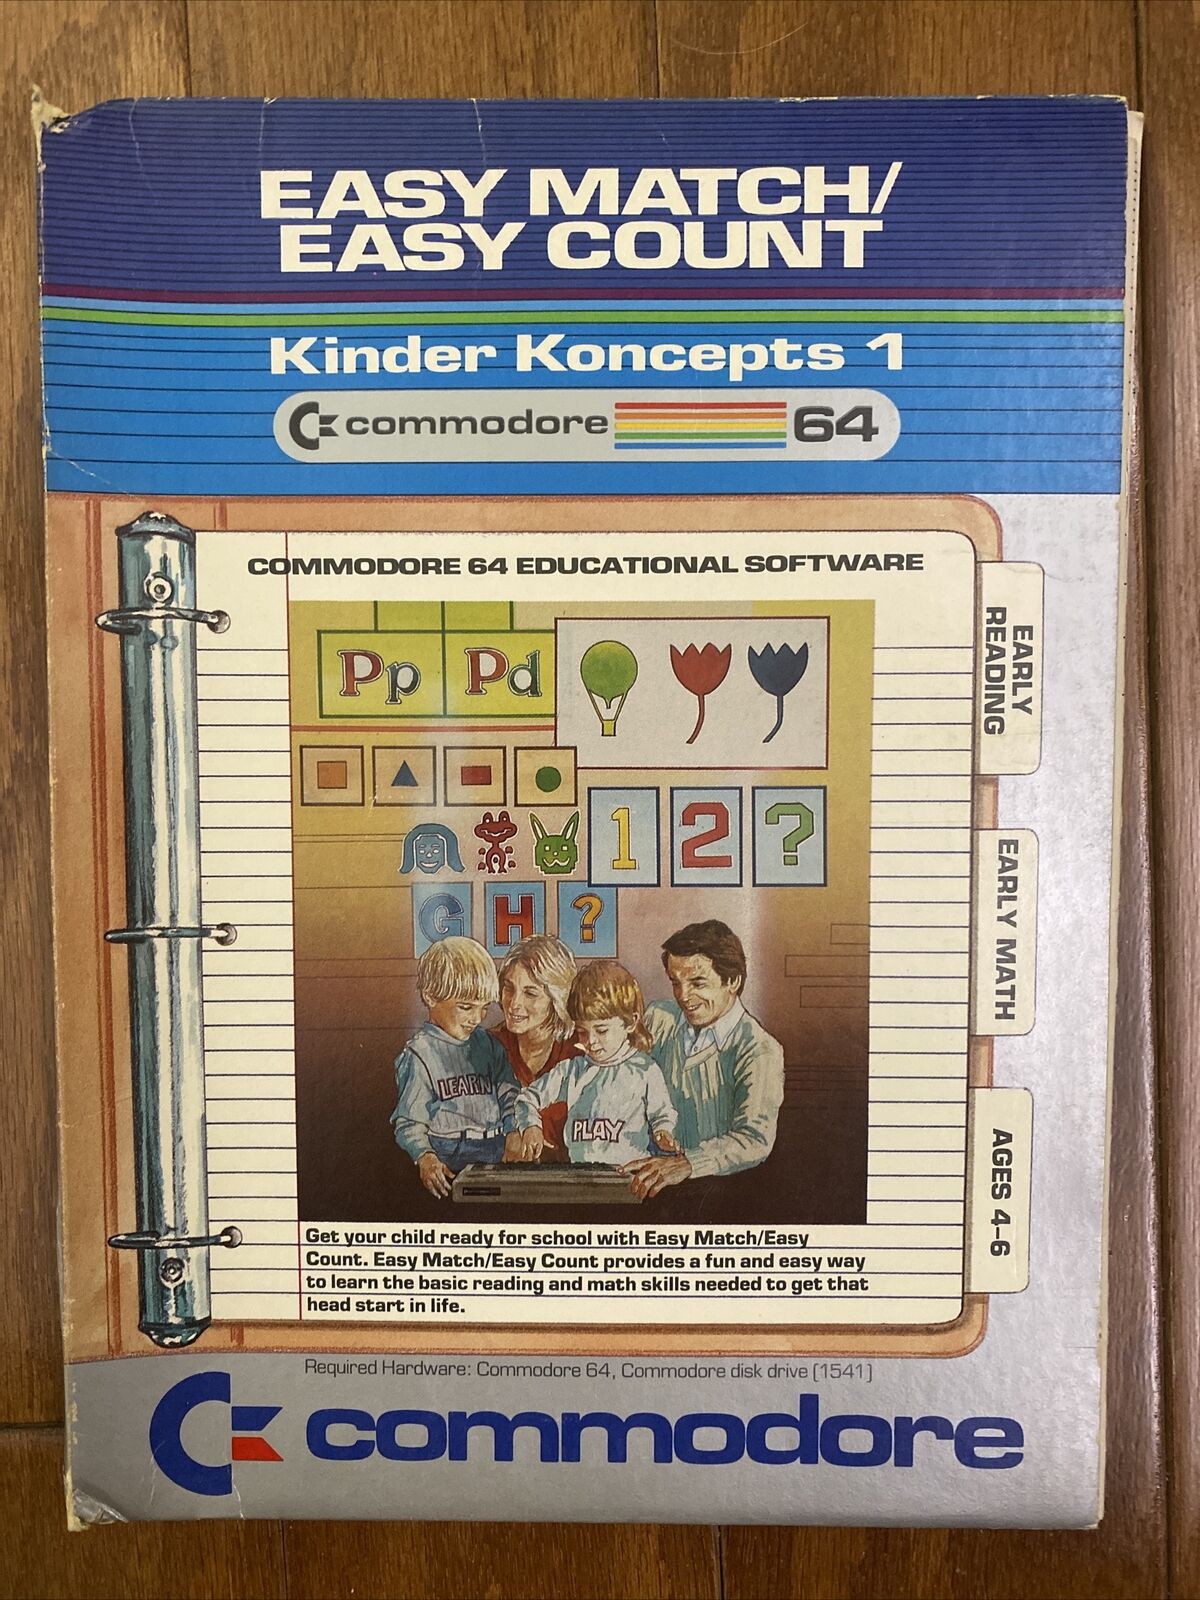 EASY MATCH/
EASY COUNT
Kinder Koncepts 1
commodore 64
COMMODORE 64 EDUCATIONAL SOFTWARE
EARLY
READING
EARLY MATH
AGES 4-6
Pp Pd
1 2 ?
G H ?
LEARN
PLAY
Get your child ready for school with Easy Match/Easy
Count. Easy Match/Easy Count provides a fun and easy way
to learn the basic reading and math skills needed to get that
head start in life.
Required Hardware: Commodore 64, Commodore disk drive (1541)
commodore